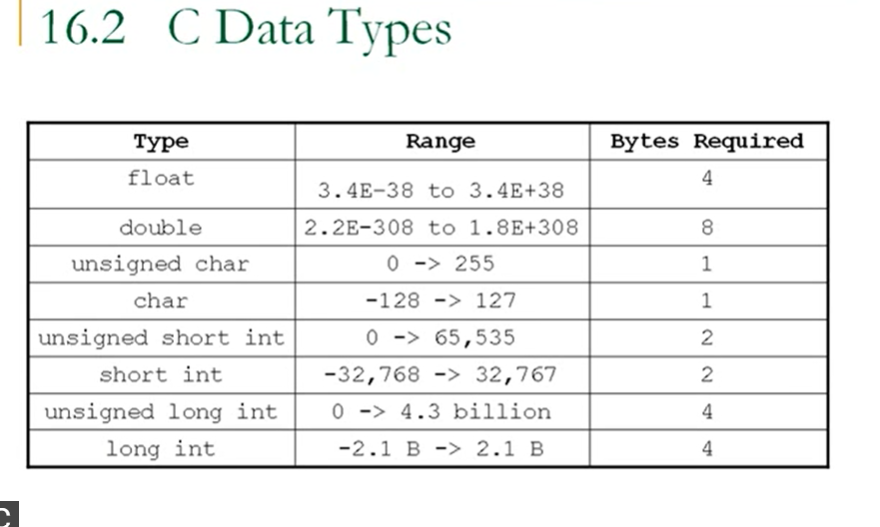 16.2 C Data Types
Type Range Bytes Required
float 3.4E-38 to 3.4E+38 4
double 2.2E-308 to 1.8E+308 8
unsigned char 0 -> 255 1
char -128 -> 127 1
unsigned short int 0 -> 65,535 2
short int -32,768 -> 32,767 2
unsigned long int 0 -> 4.3 billion 4
long int -2.1 B -> 2.1 B 4